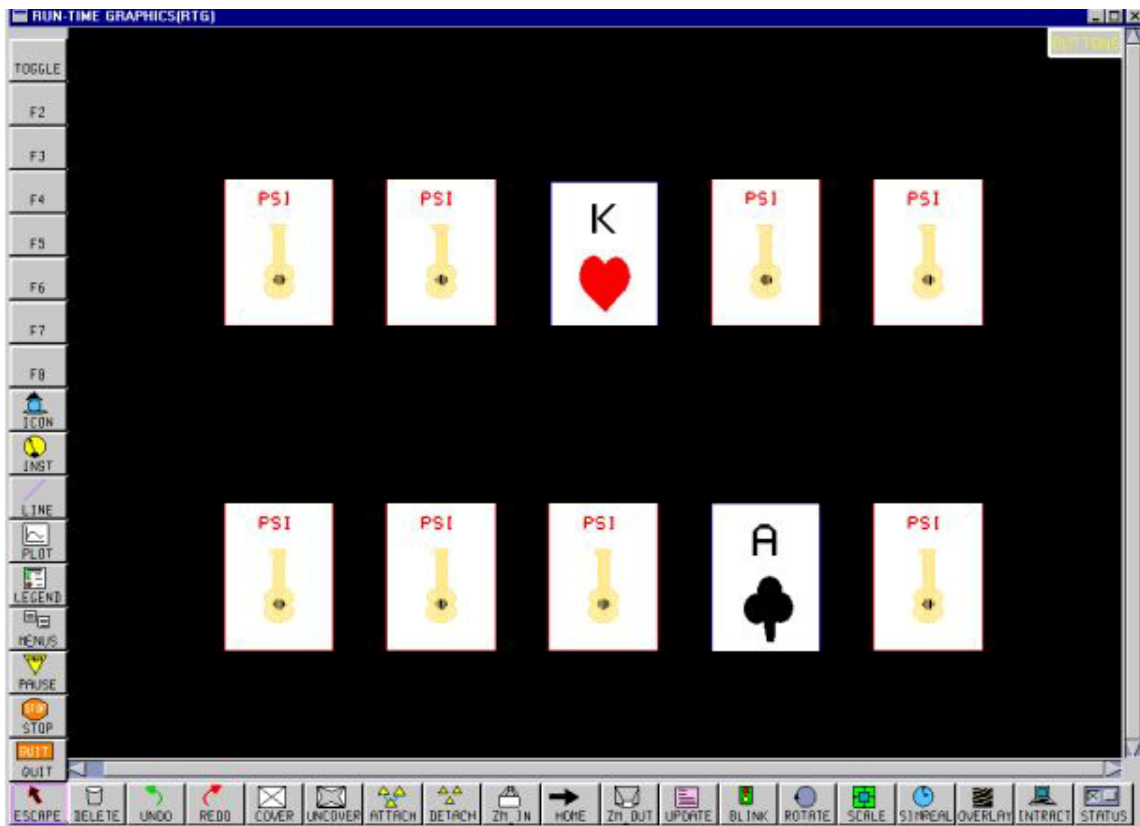 RUN-TIME GRAPHICS(RTG)
BUTTONS
TOGGLE
F2
F3
F4
F5
F6
F7
F8
ICON
INST
LINE
PLOT
LEGEND
MENUS
PAUSE
STOP
STOP
QUIT
QUIT
PSI
PSI
K
PSI
PSI
PSI
PSI
PSI
A
PSI
ESCAPE DELETE UNDO REDO COVER UNCOVER ATTACH DETACH ZM_IN HOME ZM_OUT UPDATE BLINK ROTATE SCALE SIMREAL OVERLAY INTRACT STATUS